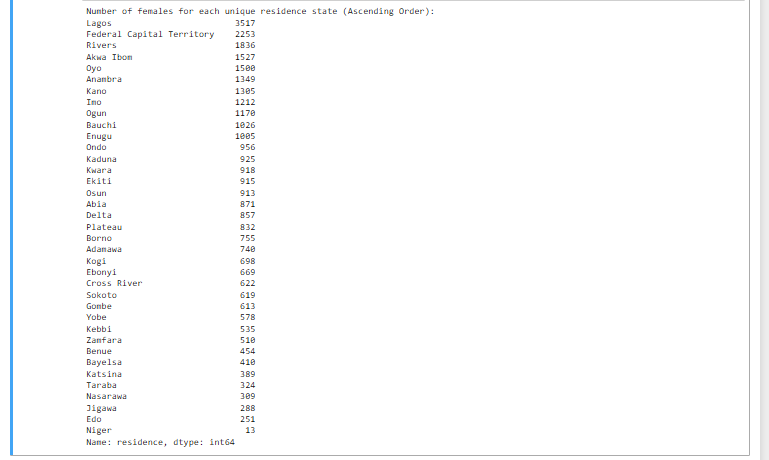 Number of females for each unique residence state (Ascending Order):
Lagos 3517
Federal Capital Territory 2253
Rivers 1836
Akwa Ibom 1527
Oyo 1500
Anambra 1349
Kano 1305
Imo 1212
Ogun 1170
Bauchi 1026
Enugu 1005
Ondo 956
Kaduna 925
Kwara 918
Ekiti 915
Osun 913
Abia 871
Delta 857
Plateau 832
Borno 755
Adamawa 740
Kogi 698
Ebonyi 669
Cross River 622
Sokoto 619
Gombe 613
Yobe 578
Kebbi 535
Zamfara 510
Benue 454
Bayelsa 410
Katsina 389
Taraba 324
Nasarawa 309
Jigawa 288
Edo 251
Niger 13
Name: residence, dtype: int64